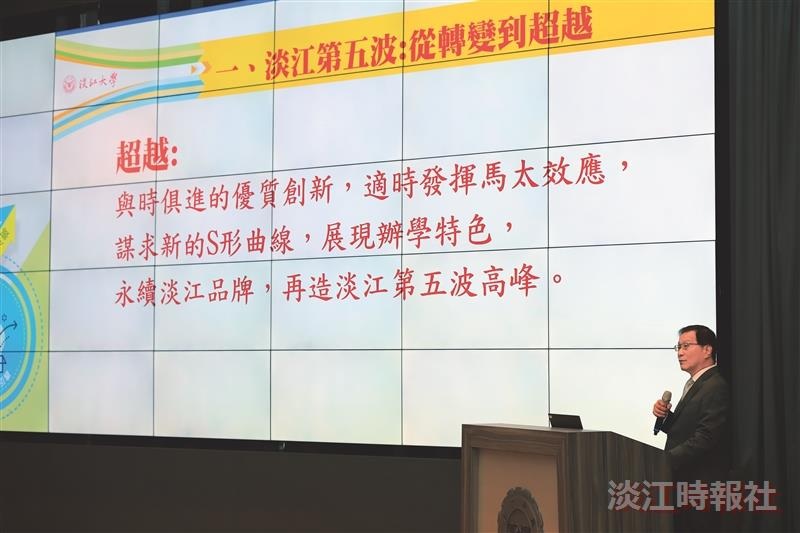 淡江大學
一、淡江第五波:從轉變到超越
超越:
與時俱進的優質創新，適時發揮馬太效應，
謀求新的S形曲線，展現辦學特色，
永續淡江品牌，再造淡江第五波高峰。
淡江時報社